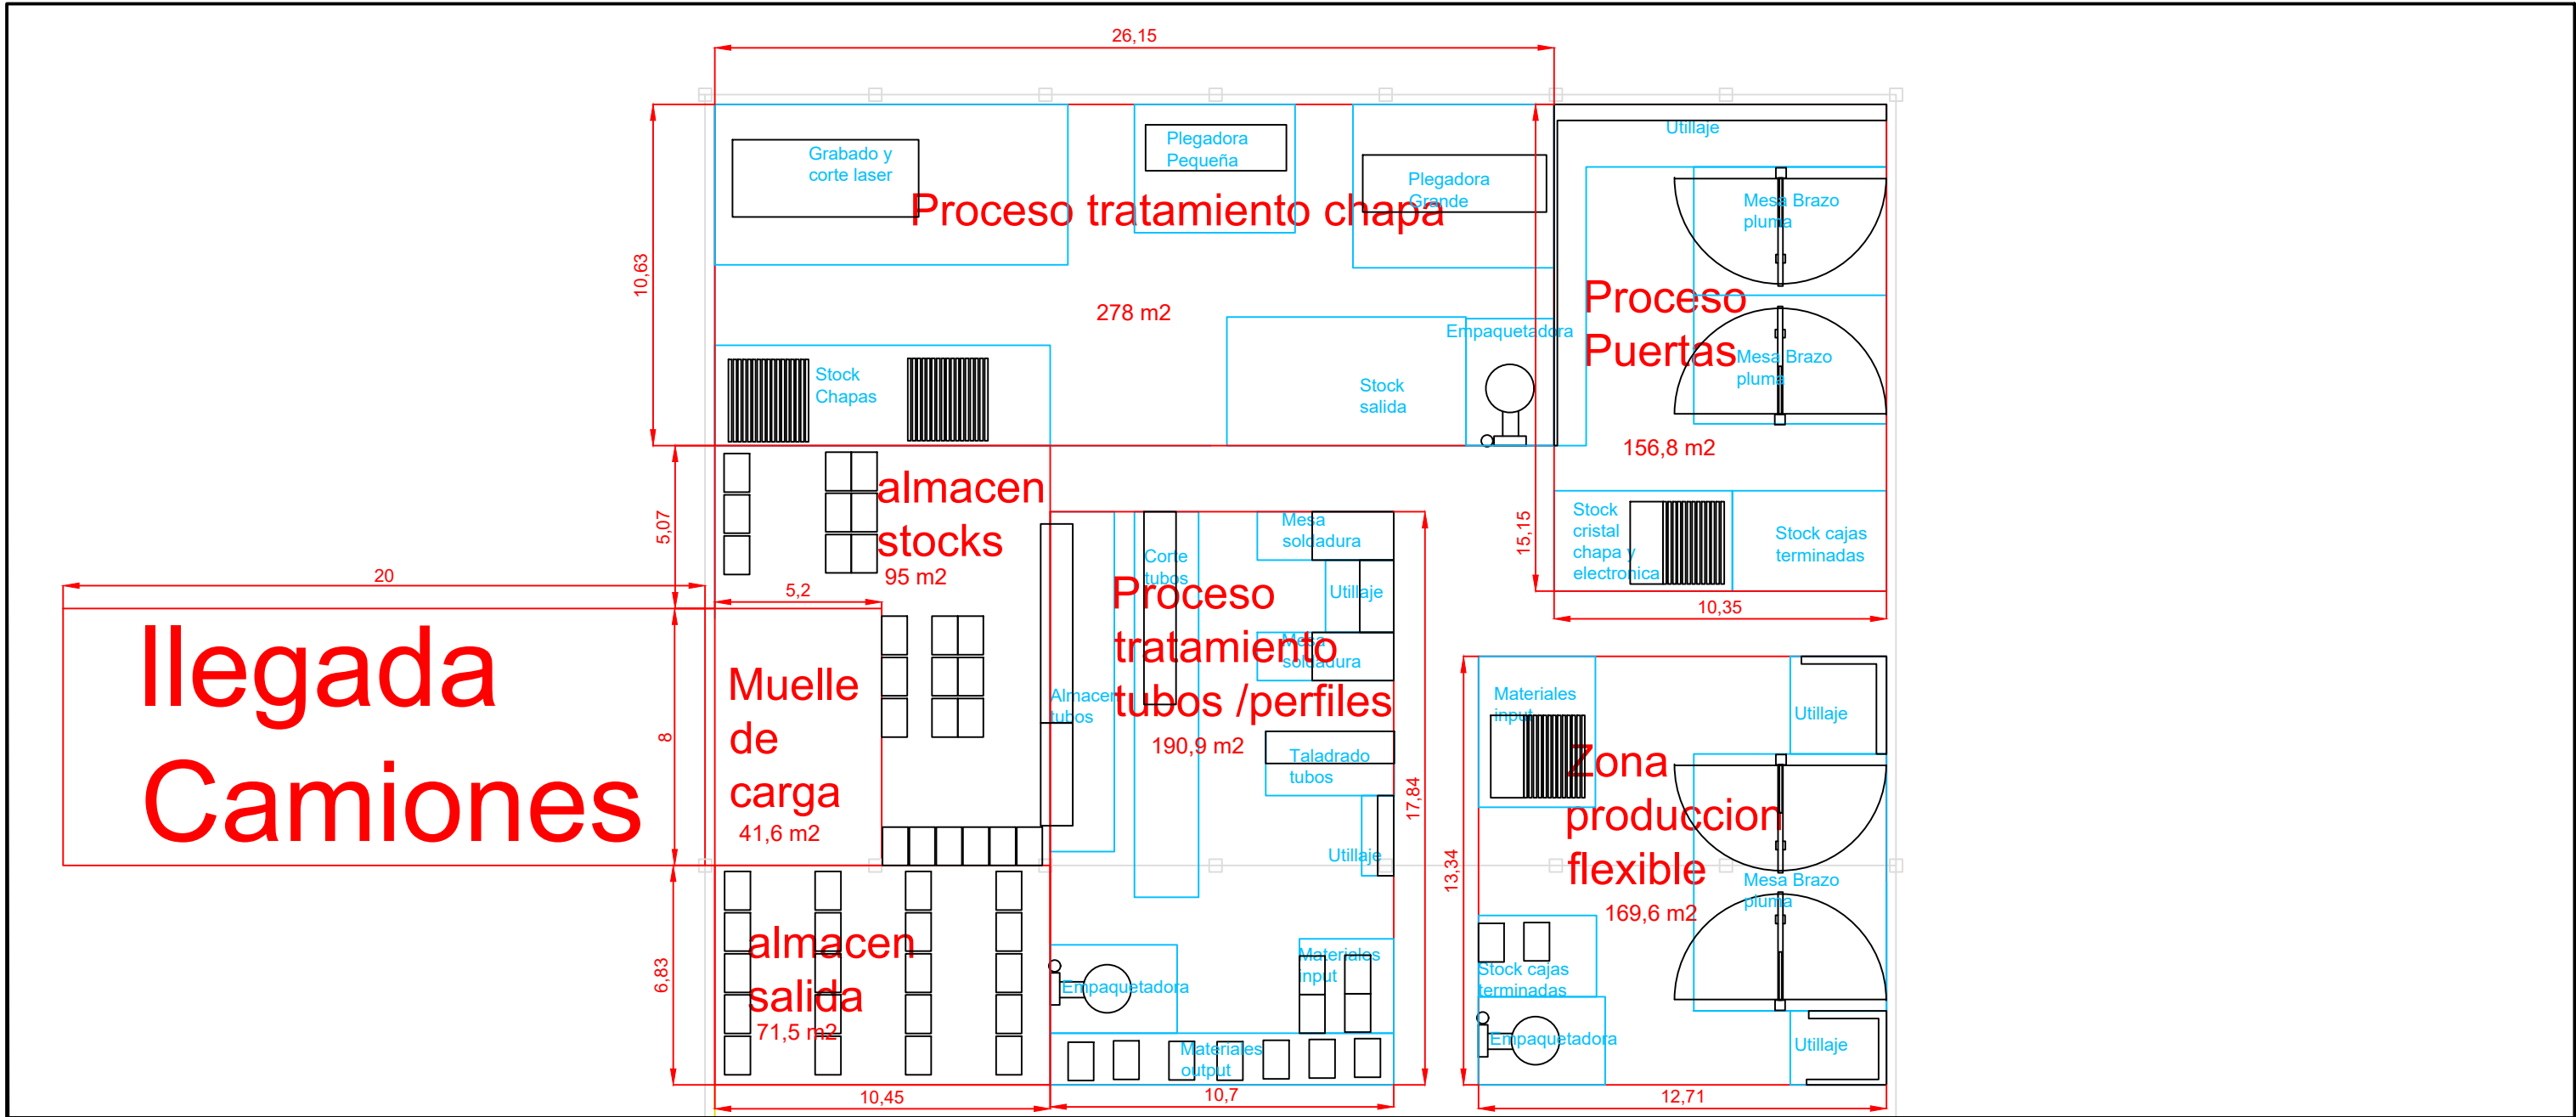 26,15
Utillaje
Grabado y
corte laser
Plegadora
Pequeña
Plegadora
Grande
Proceso tratamiento chapa
Mesa Brazo
pluma
10,63
278 m2
Proceso
Puertas
Empaquetadora
Mesa Brazo
pluma
Stock
Chapas
Stock
salida
156,8 m2
almacen
stocks
95 m2
5,07
15,15
Stock
cristal
chapa y
electronica
Stock cajas
terminadas
10,35
20
5,2
llegada
Camiones
Muelle
de
carga
41,6 m2
8
Corte
tubos
Mesa
soldadura
Utillaje
Mesa
soldadura
Proceso
tratamiento
tubos /perfiles
190,9 m2
Almacen
tubos
Taladrado
tubos
Utillaje
17,84
Materiales
input
Utillaje
Zona
produccion
flexible
169,6 m2
Mesa Brazo
pluma
13,34
6,83
almacen
salida
71,5 m2
Empaquetadora
Materiales
input
Materiales
output
Stock cajas
terminadas
Empaquetadora
Utillaje
10,45
10,7
12,71